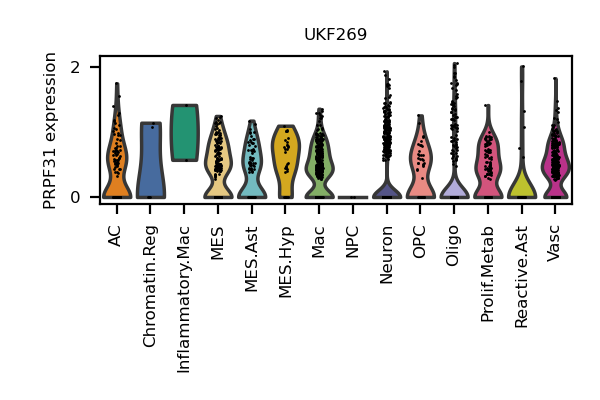 UKF269
PRPF31 expression
2
0
AC
Chromatin.Reg
Inflammatory.Mac
MES
MES.Ast
MES.Hyp
Mac
NPC
Neuron
OPC
Oligo
Prolif.Metab
Reactive.Ast
Vasc